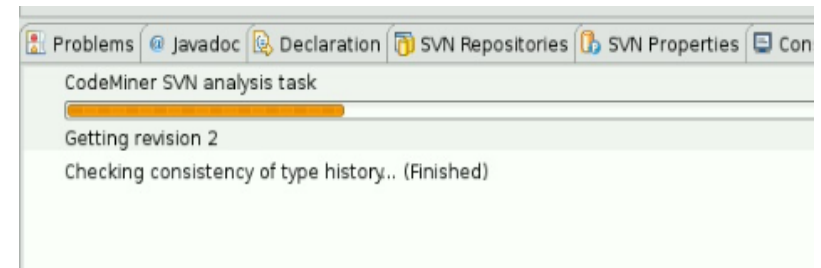 Problems @ Javadoc Declaration SVN Repositories SVN Properties Con
CodeMiner SVN analysis task
Getting revision 2
Checking consistency of type history... (Finished)